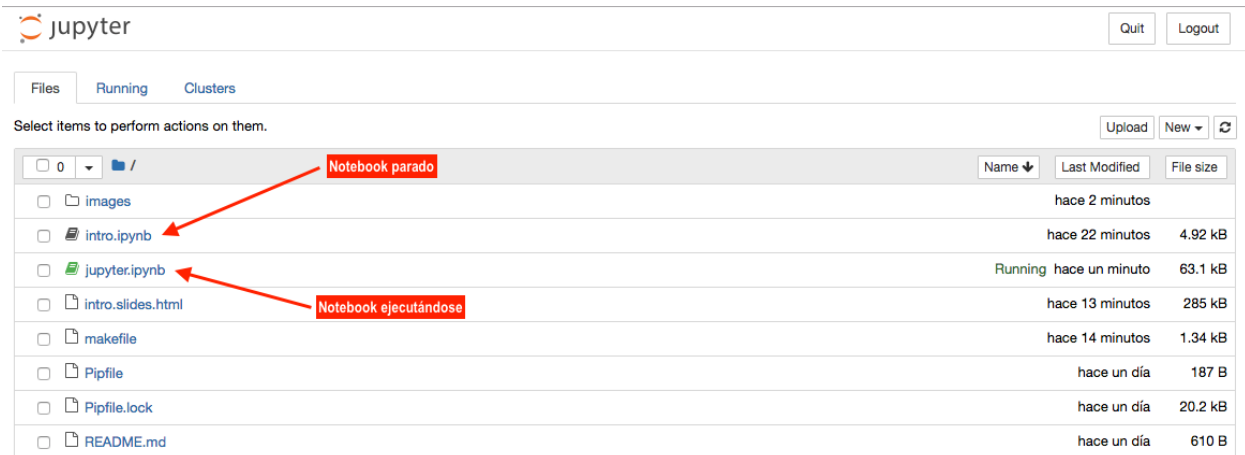 jupyter Quit Logout
Files Running Clusters
Select items to perform actions on them. Upload New
0 / Notebook parado Name Last Modified File size
images hace 2 minutos
intro.ipynb hace 22 minutos 4.92 kB
jupyter.ipynb Running hace un minuto 63.1 kB
intro.slides.html Notebook ejecutándose hace 13 minutos 285 kB
makefile hace 14 minutos 1.34 kB
Pipfile hace un día 187 B
Pipfile.lock hace un día 20.2 kB
README.md hace un día 610 B